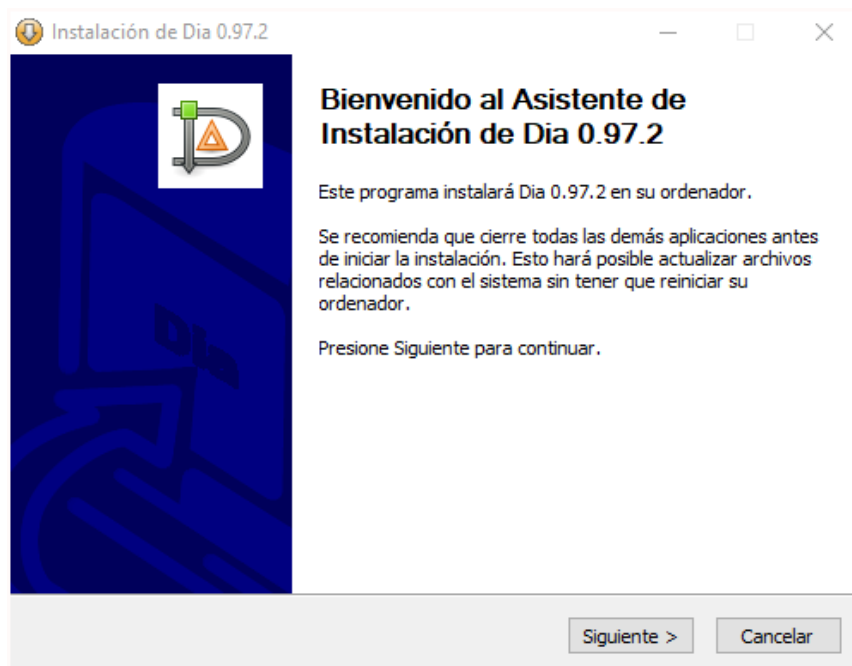 Instalación de Dia 0.97.2
Bienvenido al Asistente de
Instalación de Dia 0.97.2
Este programa instalará Dia 0.97.2 en su ordenador.
Se recomienda que cierre todas las demás aplicaciones antes
de iniciar la instalación. Esto hará posible actualizar archivos
relacionados con el sistema sin tener que reiniciar su
ordenador.
Presione Siguiente para continuar.
Dia
Siguiente >
Cancelar